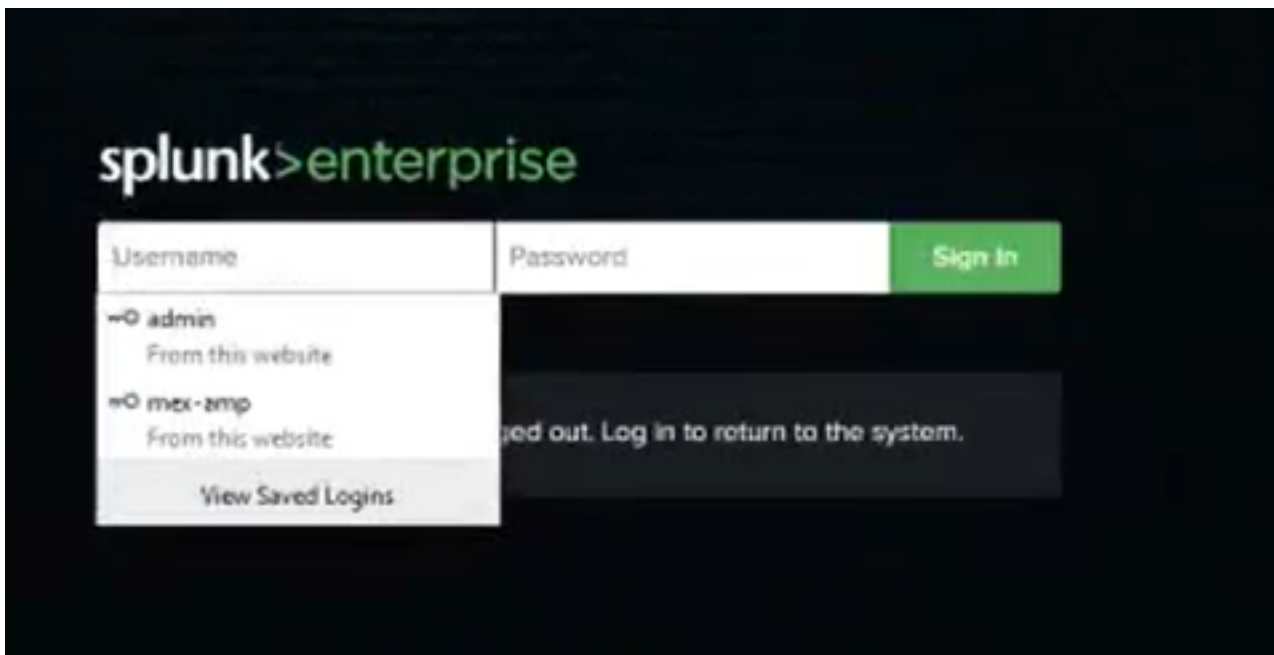 splunk>enterprise
Username Password Sign In
admin
From this website
mex-amp
From this website
ged out. Log in to return to the system.
View Saved Logins